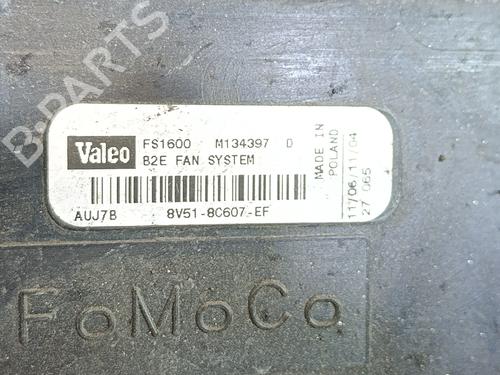 B-PARTS
Valeo
FS1600 M134397 D
B2E FAN SYSTEM
AUJ7B 8V51-8C607-EF
MADE IN
POLAND
11/06/11/04
27 065
FoMoCo